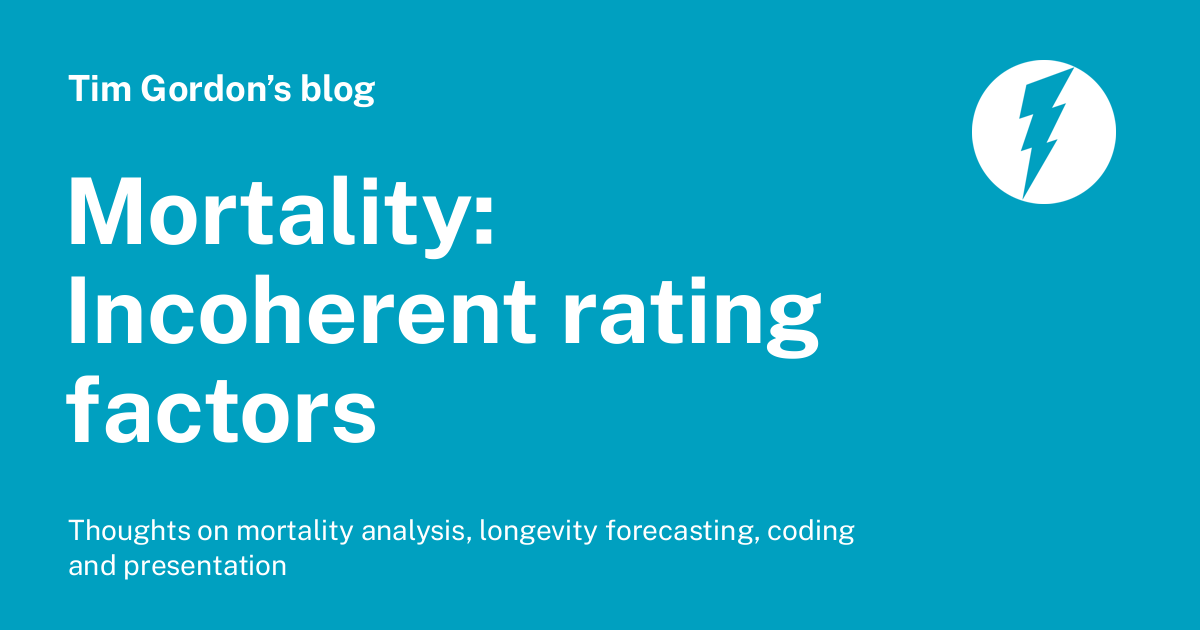 Tim Gordon’s blog
Mortality:
Incoherent rating
factors
Thoughts on mortality analysis, longevity forecasting, coding
and presentation